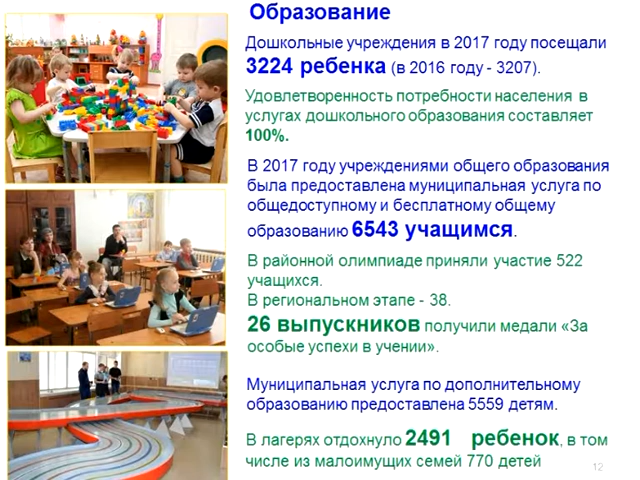 Образование
Дошкольные учреждения в 2017 году посещали
3224 ребенка (в 2016 году - 3207).
Удовлетворенность потребности населения в
услугах дошкольного образования составляет
100%.
В 2017 году учреждениями общего образования
была предоставлена муниципальная услуга по
общедоступному и бесплатному общему
образованию 6543 учащимся.
В районной олимпиаде приняли участие 522
учащихся.
В региональном этапе - 38.
26 выпускников получили медали «За
особые успехи в учении».
Муниципальная услуга по дополнительному
образованию предоставлена 5559 детям.
В лагерях отдохнуло 2491 ребенок, в том
числе из малоимущих семей 770 детей
12